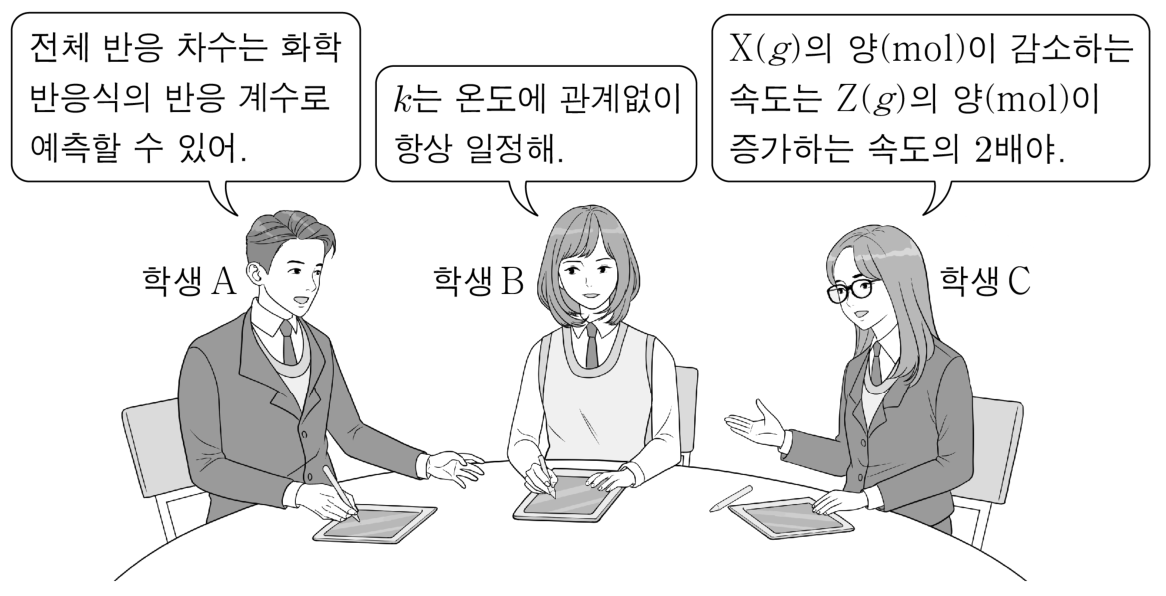 전체 반응 차수는 화학
반응식의 반응 계수로
예측할 수 있어.
k는 온도에 관계없이
항상 일정해.
X(g)의 양(mol)이 감소하는
속도는 Z(g)의 양(mol)이
증가하는 속도의 2배야.
학생 A
학생 B
학생 C